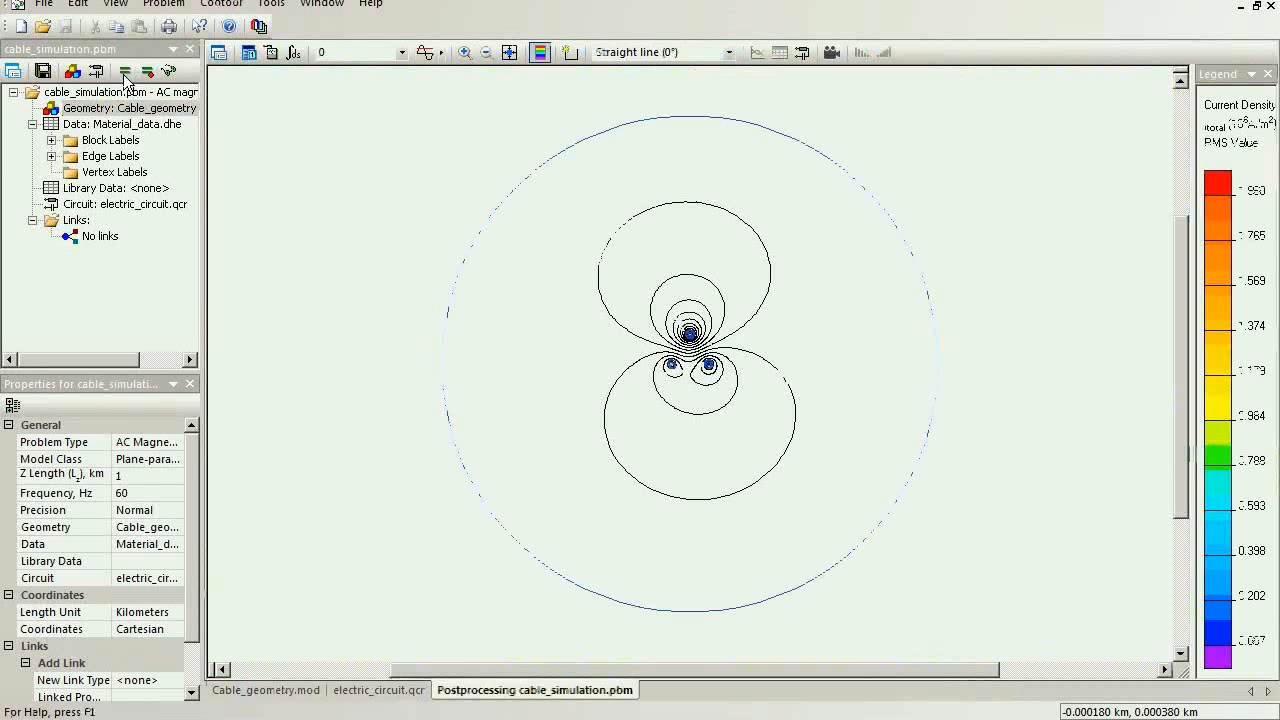 File Edit View Problem Contour Tools Window Help
cable_simulation.pbm
0
Straight line (0°)
cable_simulation.pbm - AC magr
Geometry: Cable_geometry
Data: Material_data.dhe
Block Labels
Edge Labels
Vertex Labels
Library Data: <none>
Circuit: electric_circuit.qcr
Links:
No links
Properties for cable_simulati...
General
Problem Type AC Magne...
Model Class Plane-para...
Z Length (Lz), km 1
Frequency, Hz 60
Precision Normal
Geometry Cable_geo...
Data Material_d...
Library Data
Circuit electric_cir...
Coordinates
Length Unit Kilometers
Coordinates Cartesian
Links
Add Link
New Link Type <none>
Linked Pro...
Legend
Current Density
RMS Value
Cable_geometry.mod electric_circuit.qcr Postprocessing cable_simulation.pbm
For Help, press F1
-0.000180 km, 0.000380 km